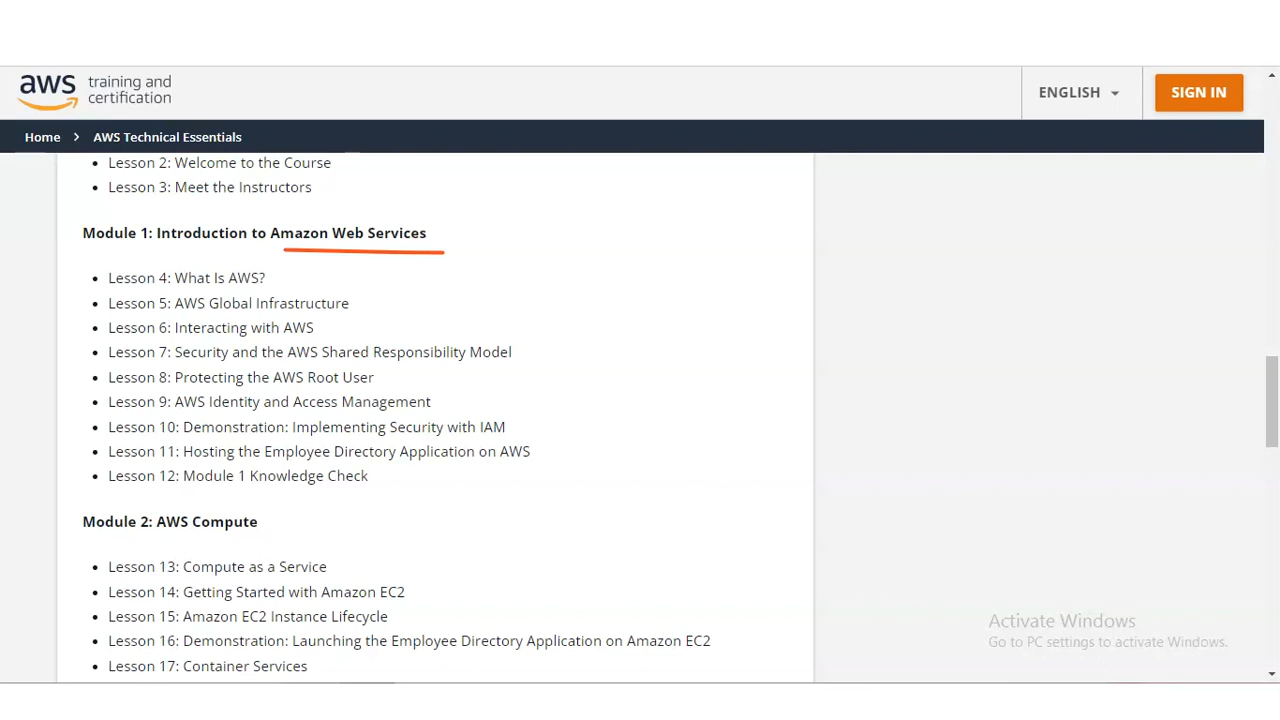 aws training and certification
ENGLISH
SIGN IN
Home > AWS Technical Essentials
• Lesson 2: Welcome to the Course
• Lesson 3: Meet the Instructors
Module 1: Introduction to Amazon Web Services
• Lesson 4: What Is AWS?
• Lesson 5: AWS Global Infrastructure
• Lesson 6: Interacting with AWS
• Lesson 7: Security and the AWS Shared Responsibility Model
• Lesson 8: Protecting the AWS Root User
• Lesson 9: AWS Identity and Access Management
• Lesson 10: Demonstration: Implementing Security with IAM
• Lesson 11: Hosting the Employee Directory Application on AWS
• Lesson 12: Module 1 Knowledge Check
Module 2: AWS Compute
• Lesson 13: Compute as a Service
• Lesson 14: Getting Started with Amazon EC2
• Lesson 15: Amazon EC2 Instance Lifecycle
• Lesson 16: Demonstration: Launching the Employee Directory Application on Amazon EC2
• Lesson 17: Container Services
Activate Windows
Go to PC settings to activate Windows.